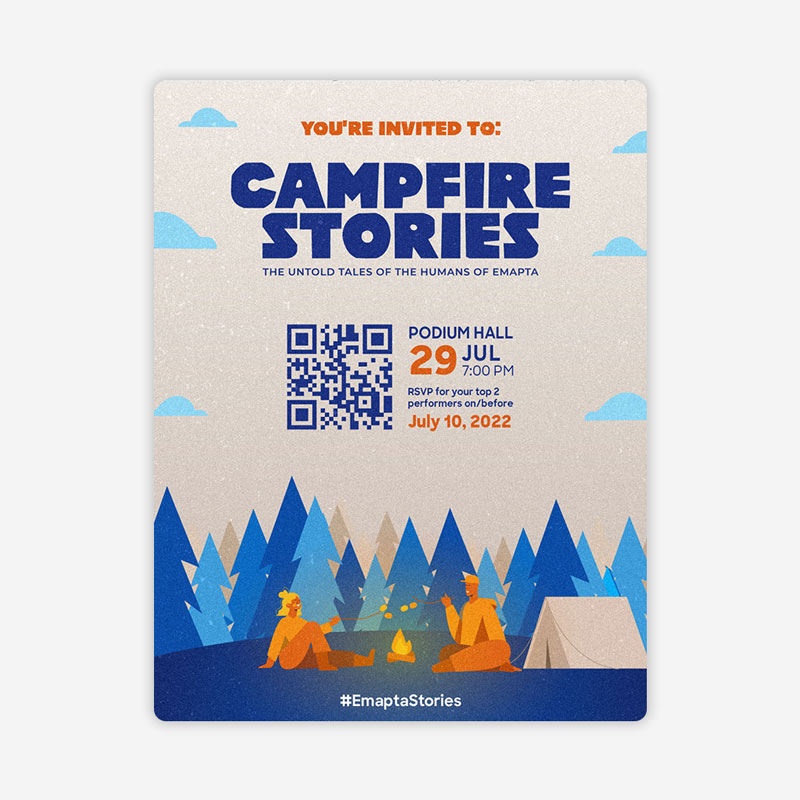 YOU'RE INVITED TO:
CAMPFIRE
STORIES
THE UNTOLD TALES OF THE HUMANS OF EMAPTA
PODIUM HALL
29 JUL
7:00 PM
RSVP for your top 2
performers on/before
July 10, 2022
#EmaptaStories